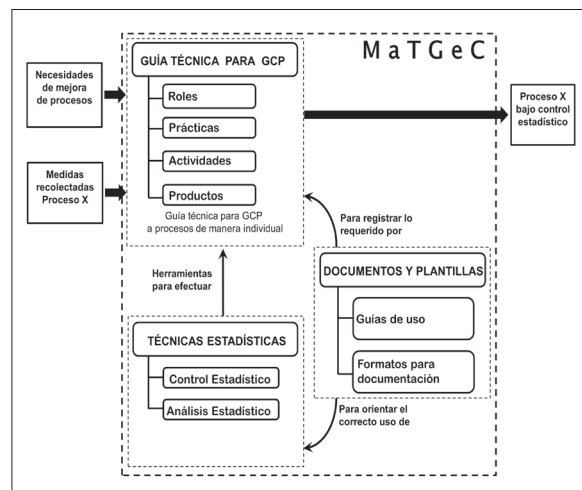 MaTGeC
Necesidades
de mejora
de procesos
GUÍA TÉCNICA PARA GCP
Roles
Prácticas
Actividades
Productos
Guía técnica para GCP
a procesos de manera individual
Proceso X
bajo control
estadístico
Medidas
recolectadas
Proceso X
Para registrar lo
requerido por
Herramientas
para efectuar
DOCUMENTOS Y PLANTILLAS
Guías de uso
Formatos para
documentación
TÉCNICAS ESTADÍSTICAS
Control Estadístico
Análisis Estadístico
Para orientar el
correcto uso de